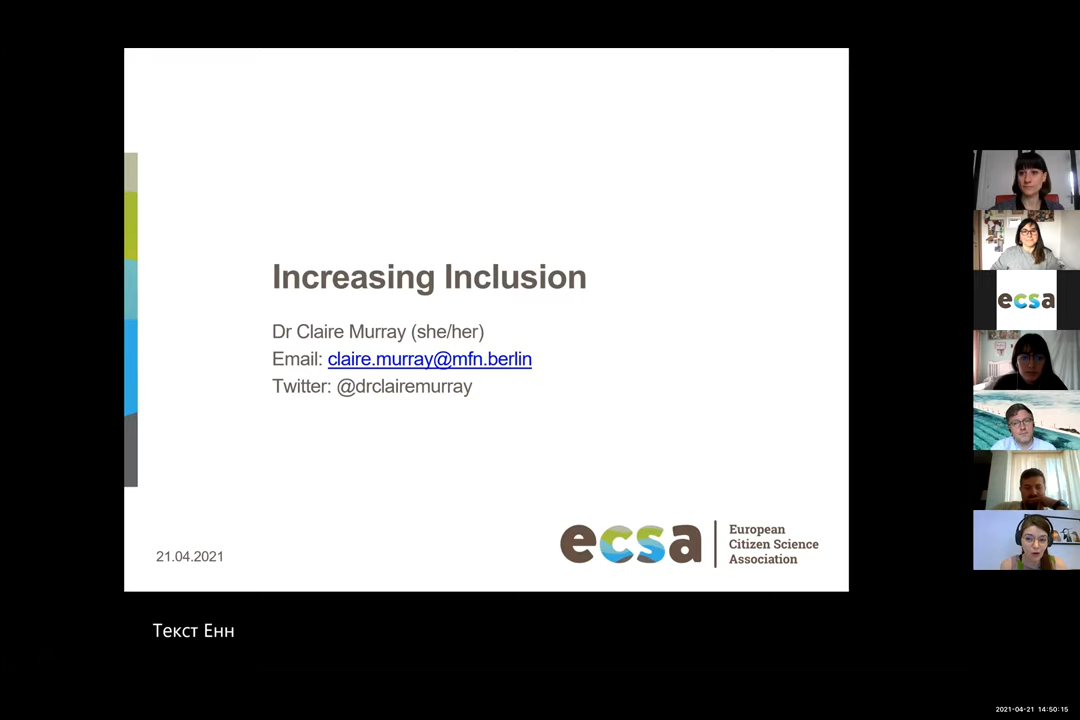 Increasing Inclusion
Dr Claire Murray (she/her)
Email: claire.murray@mfn.berlin
Twitter: @drclairemurray
21.04.2021
ecsa
European
Citizen Science
Association
ecsa
Текст Енн
2021-04-21 14:50:15